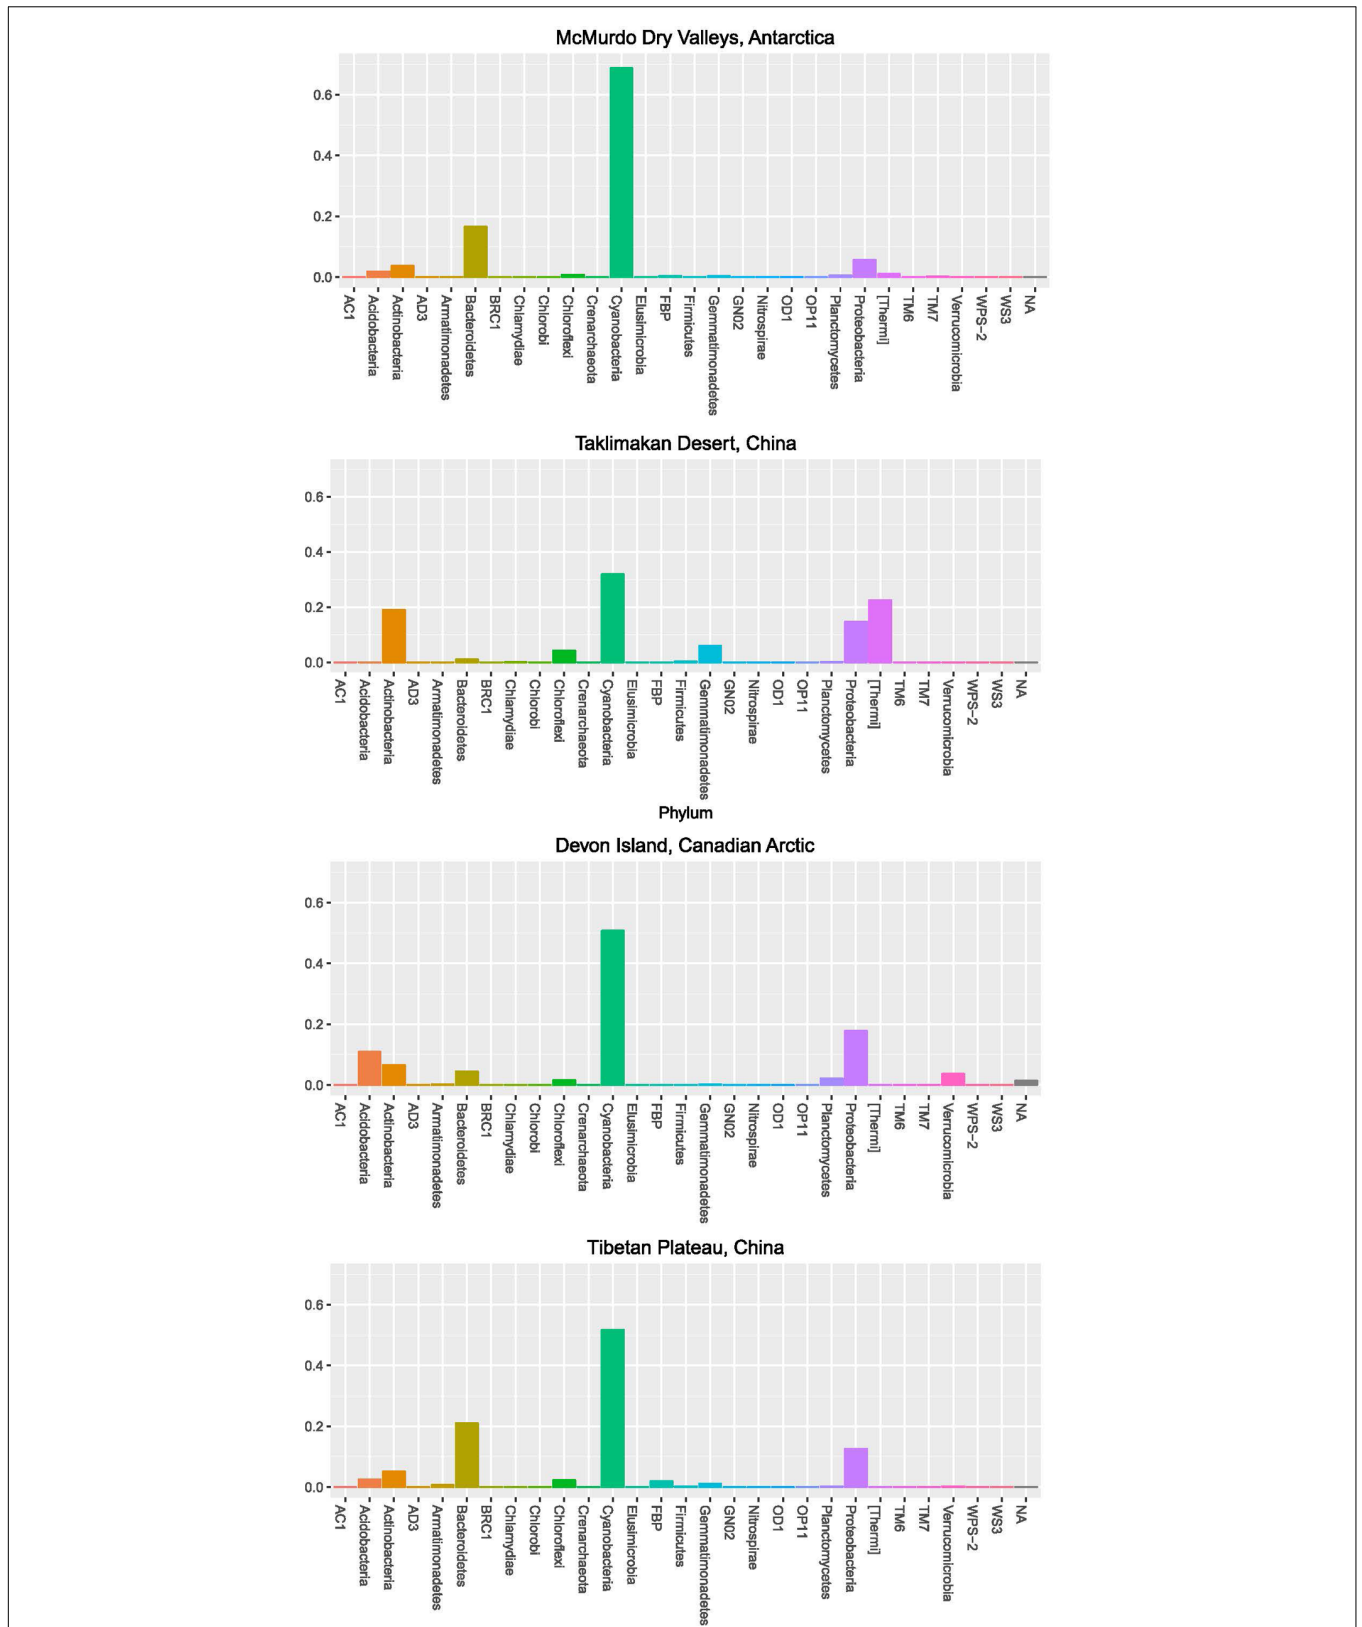 McMurdo Dry Valleys, Antarctica
0.6
0.4
0.2
0.0
AC1
Acidobacteria
Actinobacteria
AD3
Armatimonadetes
Bacteroidetes
BRC1
Chlamydiae
Chlorobi
Chloroflexi
Crenarchaeota
Cyanobacteria
Elusimicrobia
FBP
Firmicutes
Gemmatimonadetes
GN02
Nitrospirae
OD1
OP11
Planctomycetes
Proteobacteria
[Thermi]
TM6
TM7
Verrucomicrobia
WPS-2
WS3
NA
Taklimakan Desert, China
0.6
0.4
0.2
0.0
AC1
Acidobacteria
Actinobacteria
AD3
Armatimonadetes
Bacteroidetes
BRC1
Chlamydiae
Chlorobi
Chloroflexi
Crenarchaeota
Cyanobacteria
Elusimicrobia
FBP
Firmicutes
Gemmatimonadetes
GN02
Nitrospirae
OD1
OP11
Planctomycetes
Proteobacteria
[Thermi]
TM6
TM7
Verrucomicrobia
WPS-2
WS3
NA
Phylum
Devon Island, Canadian Arctic
0.6
0.4
0.2
0.0
AC1
Acidobacteria
Actinobacteria
AD3
Armatimonadetes
Bacteroidetes
BRC1
Chlamydiae
Chlorobi
Chloroflexi
Crenarchaeota
Cyanobacteria
Elusimicrobia
FBP
Firmicutes
Gemmatimonadetes
GN02
Nitrospirae
OD1
OP11
Planctomycetes
Proteobacteria
[Thermi]
TM6
TM7
Verrucomicrobia
WPS-2
WS3
NA
Tibetan Plateau, China
0.6
0.4
0.2
0.0
AC1
Acidobacteria
Actinobacteria
AD3
Armatimonadetes
Bacteroidetes
BRC1
Chlamydiae
Chlorobi
Chloroflexi
Crenarchaeota
Cyanobacteria
Elusimicrobia
FBP
Firmicutes
Gemmatimonadetes
GN02
Nitrospirae
OD1
OP11
Planctomycetes
Proteobacteria
[Thermi]
TM6
TM7
Verrucomicrobia
WPS-2
WS3
NA